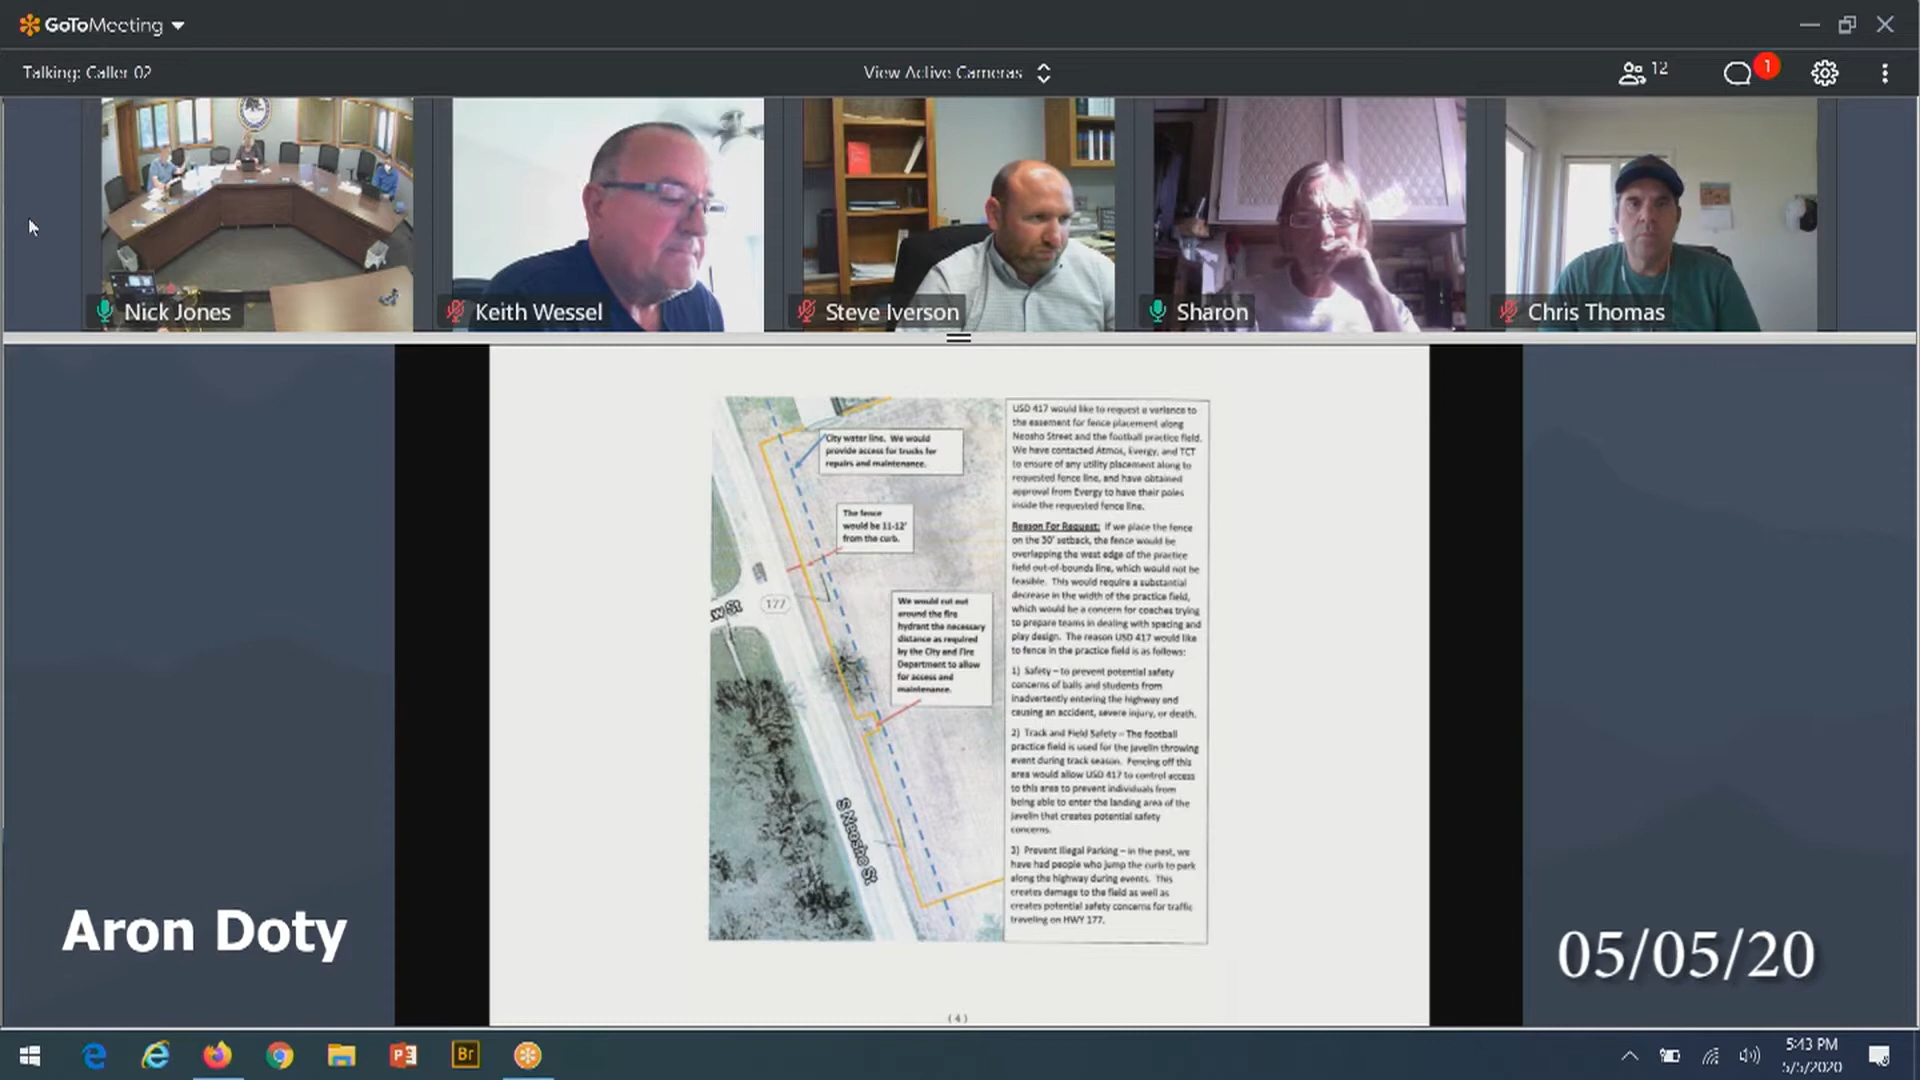 GoToMeeting
Talking: Caller 02
View Active Cameras
12
1
Nick Jones
Keith Wessel
Steve Iverson
Sharon
Chris Thomas
City water line. We would
provide access for trucks for
repairs and maintenance.
The fence
would be 11-12'
from the curb.
177
W St
We would cut out
around the fire
hydrant the necessary
distance as required
by the City and Fire
Department to allow
for access and
maintenance.
S Neosho St
USD 417 would like to request a variance to
the easement for fence placement along
Neosho Street and the football practice field.
We have contacted Atmos, Evergy, and TCT
to ensure of any utility placement along to
requested fence line, and have obtained
approval from Evergy to have their poles
inside the requested fence line.
Reason For Request: If we place the fence
on the 30' setback, the fence would be
overlapping the west edge of the practice
field out-of-bounds line, which would not be
feasible. This would require a substantial
decrease in the width of the practice field,
which would be a concern for coaches trying
to prepare teams in dealing with spacing and
play design. The reason USD 417 would like
to fence in the practice field is as follows:
1) Safety – to prevent potential safety
concerns of balls and students from
inadvertently entering the highway and
causing an accident, severe injury, or death.
2) Track and Field Safety – The football
practice field is used for the javelin throwing
event during track season. Fencing off this
area would allow USD 417 to control access
to this area to prevent individuals from
being able to enter the landing area of the
javelin that creates potential safety
concerns.
3) Prevent Illegal Parking – in the past, we
have had people who jump the curb to park
along the highway during events. This
creates damage to the field as well as
creates potential safety concerns for traffic
traveling on HWY 177.
(4)
Aron Doty
05/05/20
Br
5:43 PM
5/5/2020